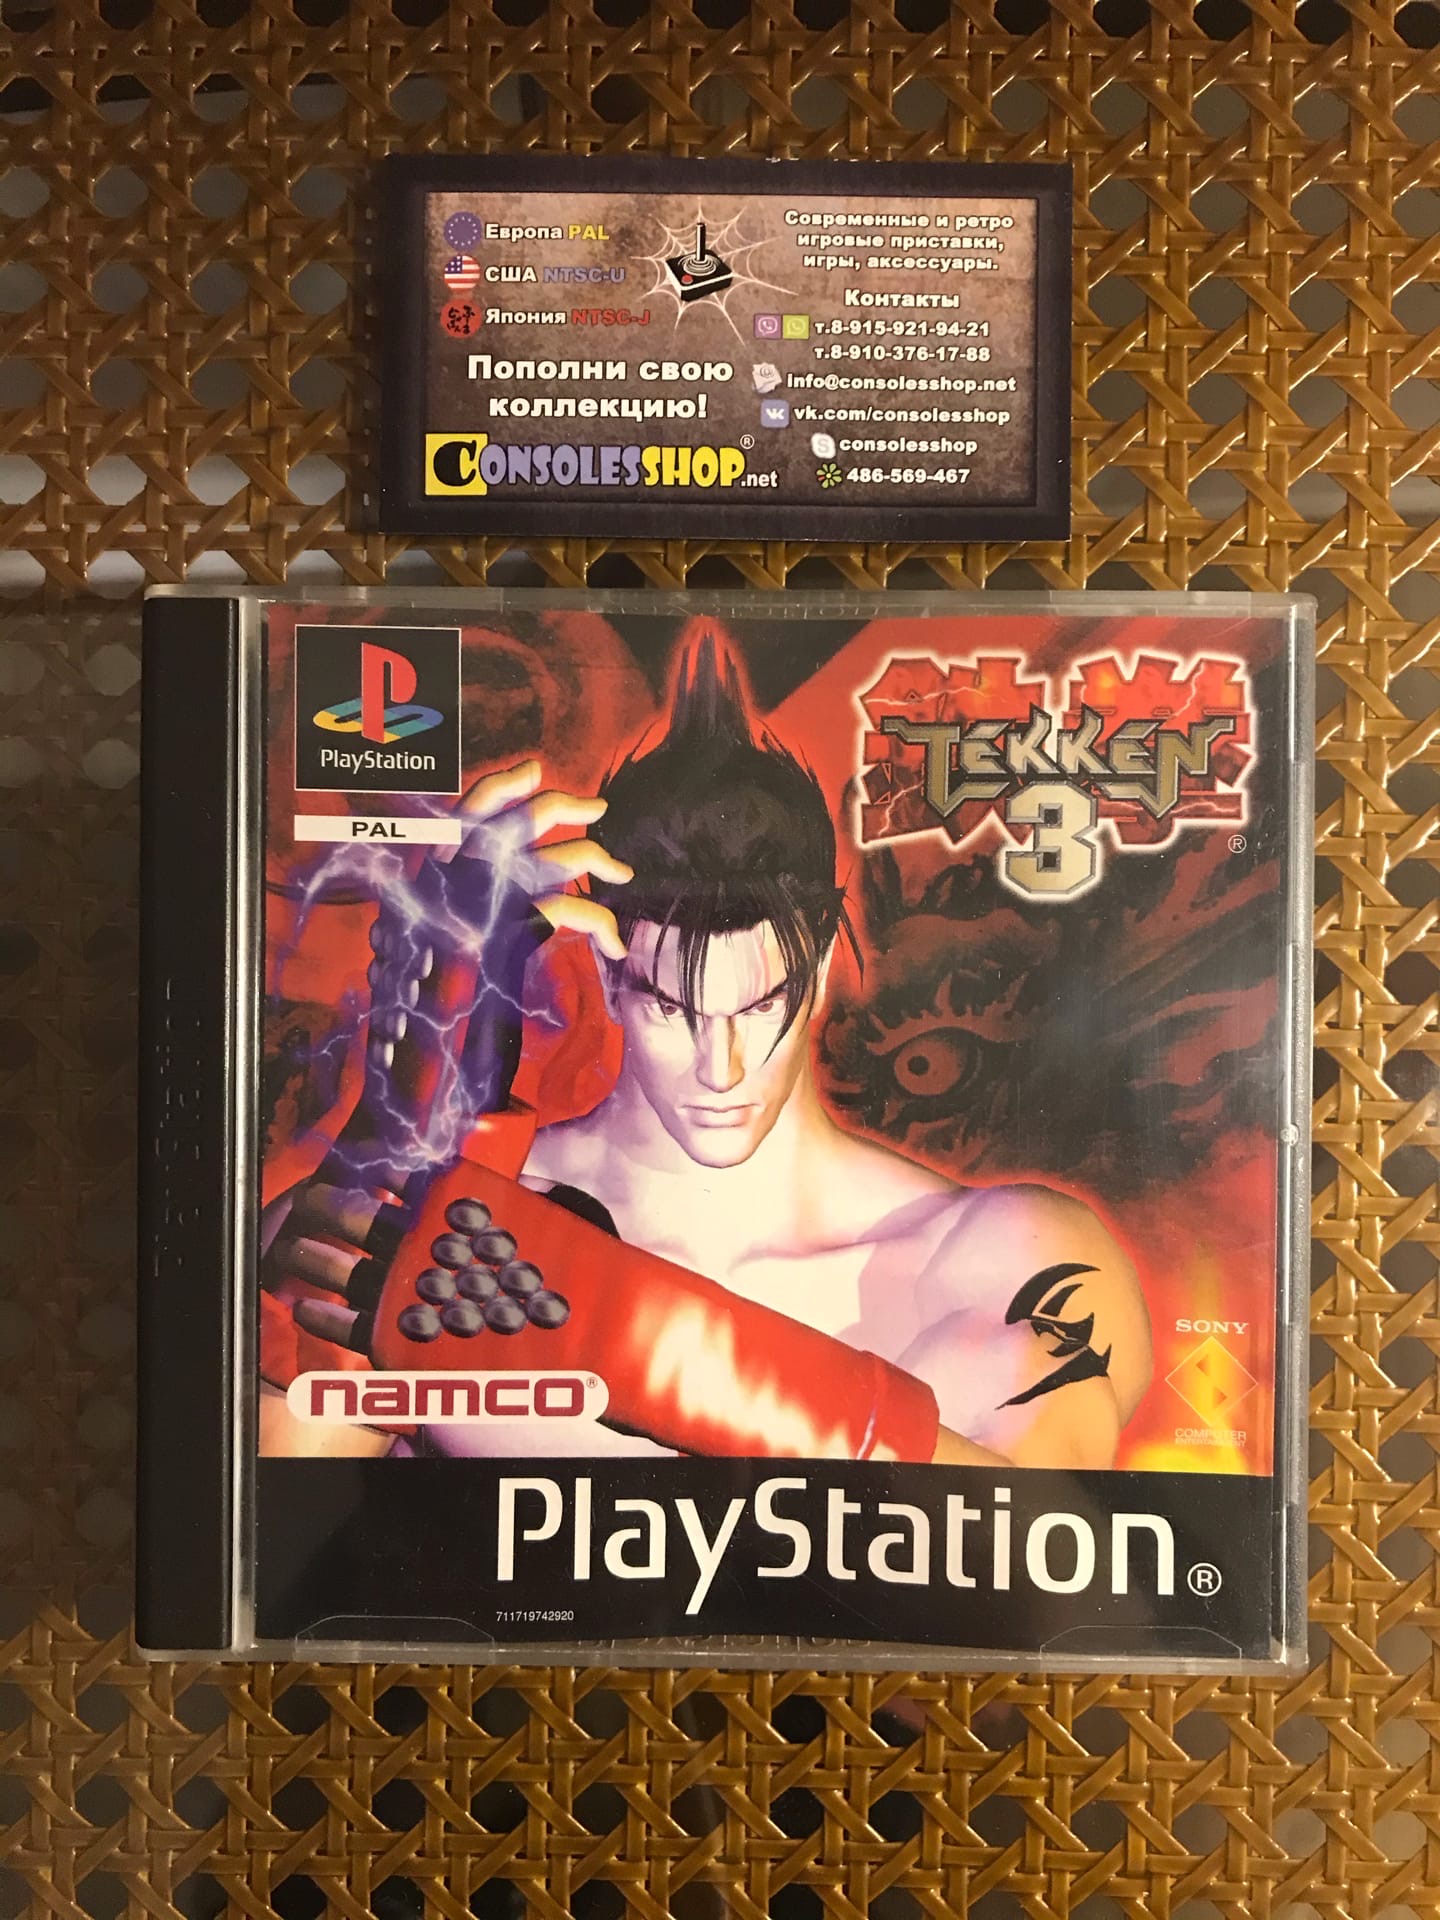 Европа PAL
США NTSC-U
Япония NTSC-J
Пополни свою
коллекцию!
CONSOLESSHOP.net
®
Современные и ретро
игровые приставки,
игры, аксессуары.
Контакты
т.8-915-921-94-21
т.8-910-376-17-88
info@consolesshop.net
vk.com/consolesshop
consolesshop
486-569-467
PlayStation
PAL
TEKKEN
3
®
namco®
SONY
COMPUTER
ENTERTAINMENT
PlayStation®
711719742920